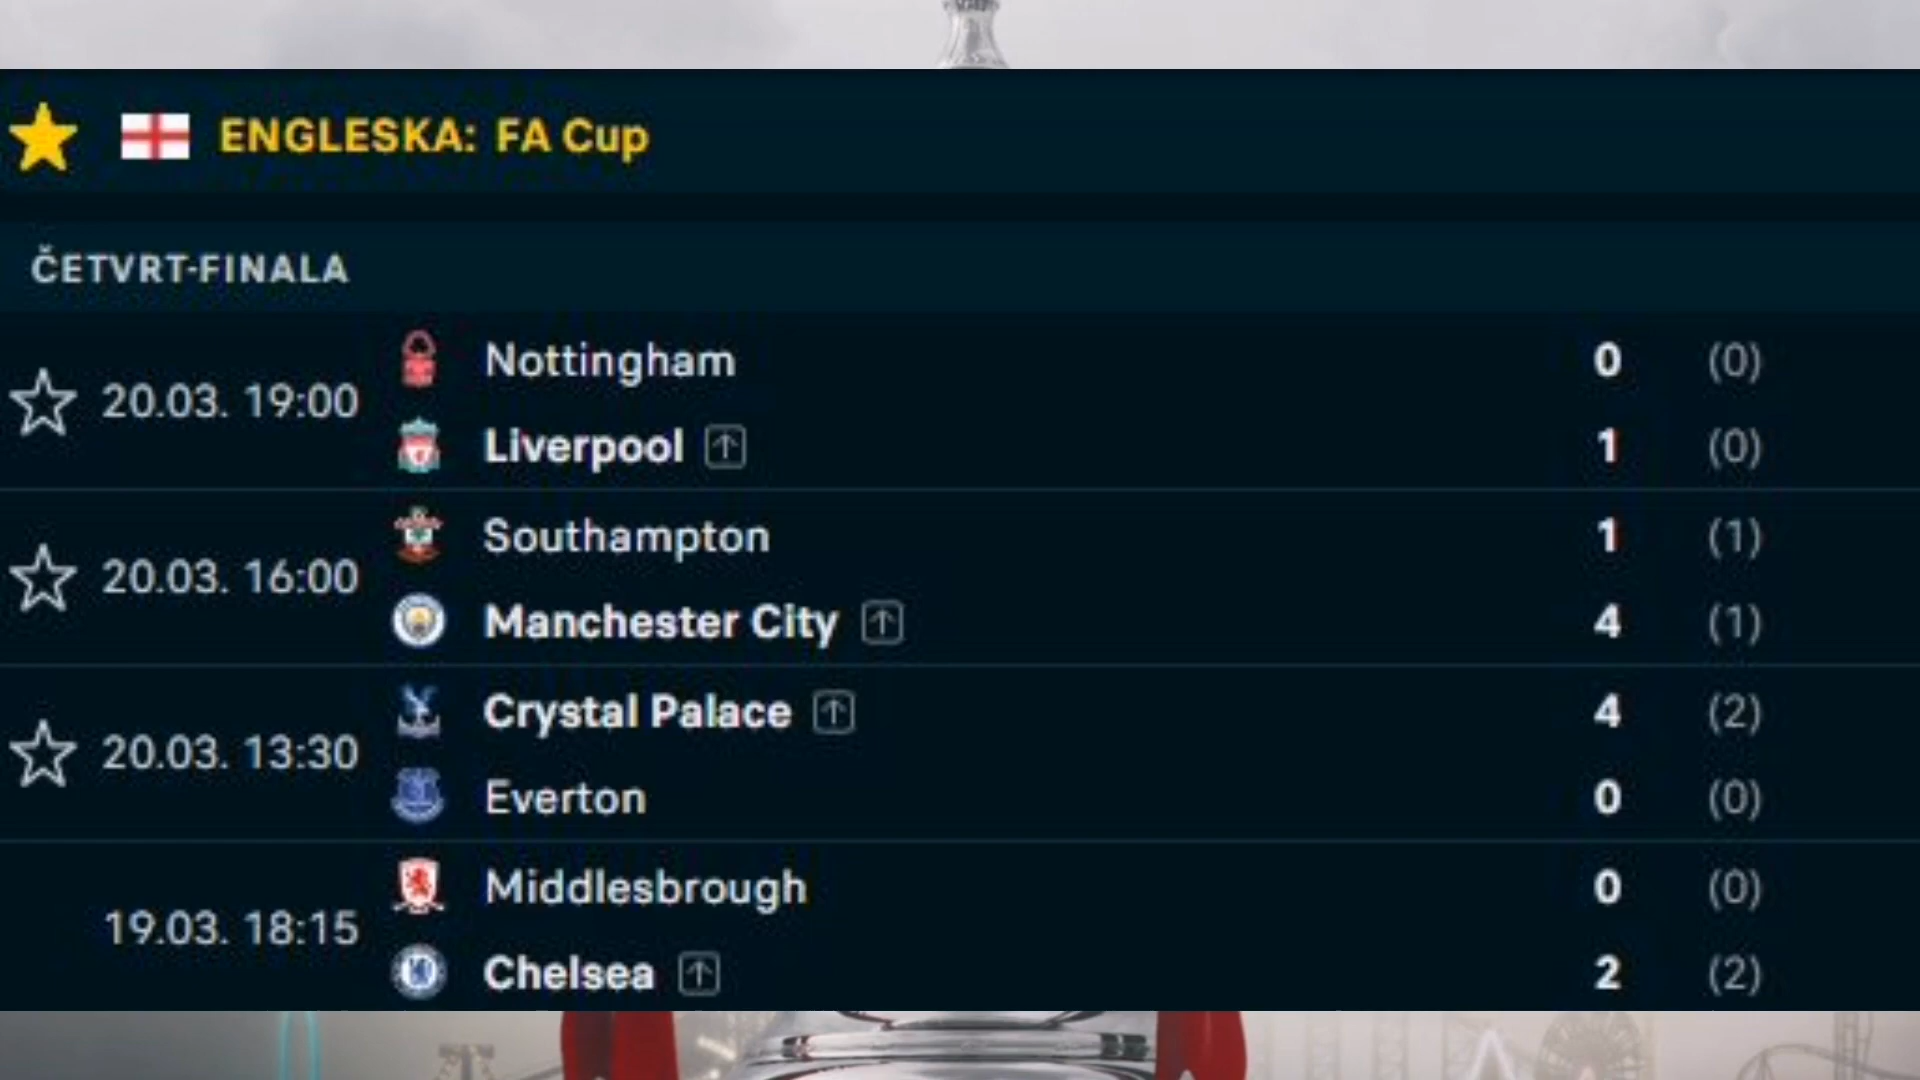 ENGLESKA: FA Cup
ČETVRT-FINALA
20.03. 19:00
Nottingham 0 (0)
Liverpool 1 (0)
20.03. 16:00
Southampton 1 (1)
Manchester City 4 (1)
20.03. 13:30
Crystal Palace 4 (2)
Everton 0 (0)
19.03. 18:15
Middlesbrough 0 (0)
Chelsea 2 (2)